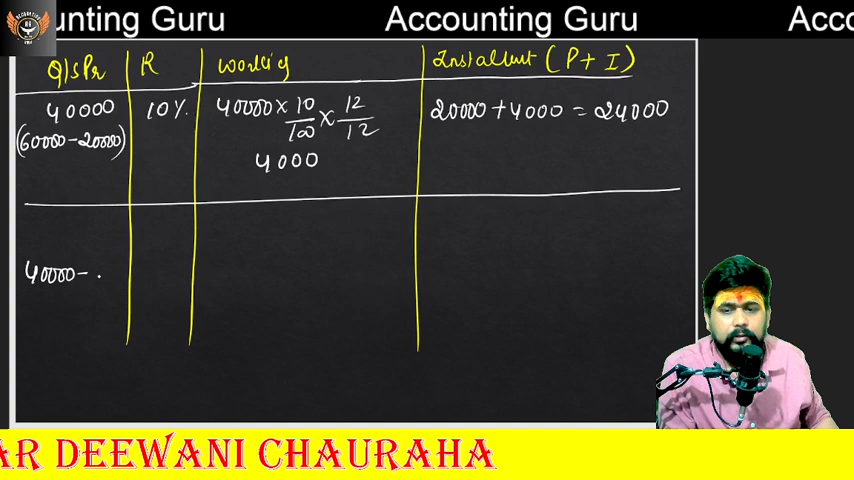 unting Guru Accounting Guru Acco
O/s Pr R Working Installment (P+I)
40000 10%. 40000 × 10/100 × 12/12 20000 + 4000 = 24000
(60000-20000)
4000
40000- .
AR DEEWANI CHAURAHA